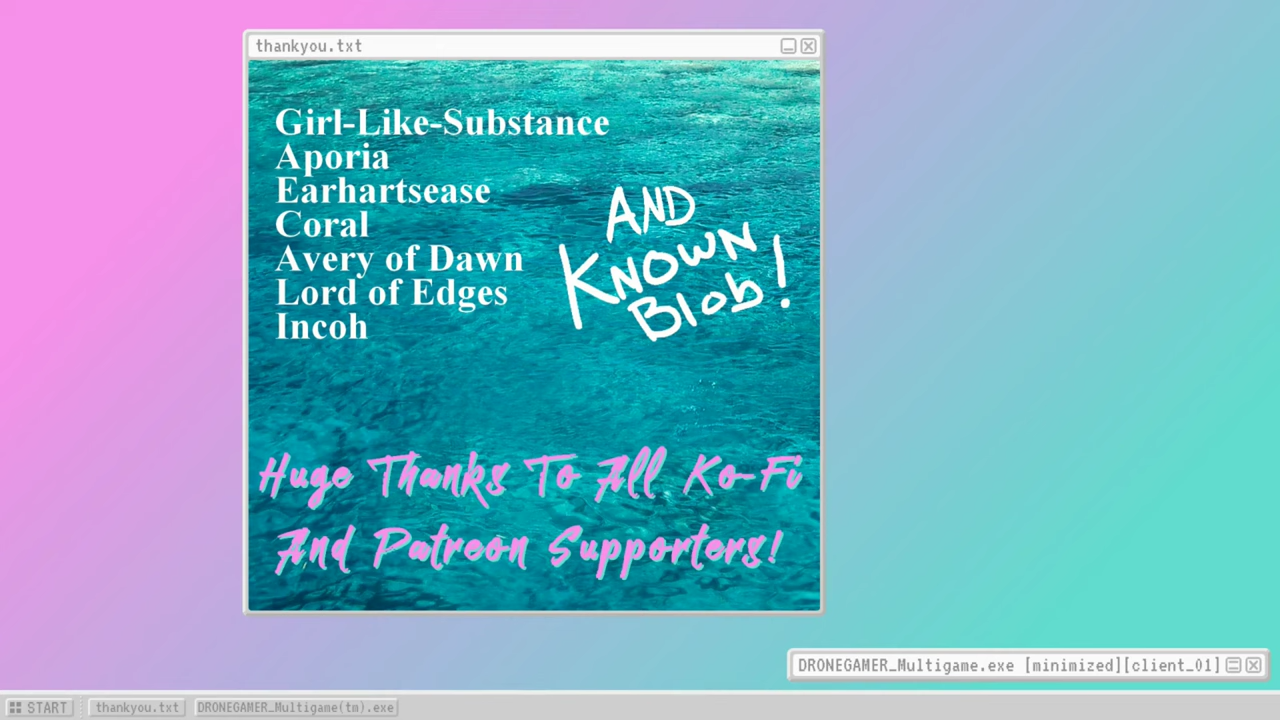 thankyou.txt
Girl-Like-Substance
Aporia
Earhartsease
Coral
Avery of Dawn
Lord of Edges
Incoh
AND
KNOWN
Blob!
Huge Thanks To All Ko-Fi
And Patreon Supporters!
DRONEGAMER_Multigame.exe [minimized][client_01]
START
thankyou.txt
DRONEGAMER_Multigame(tm).exe